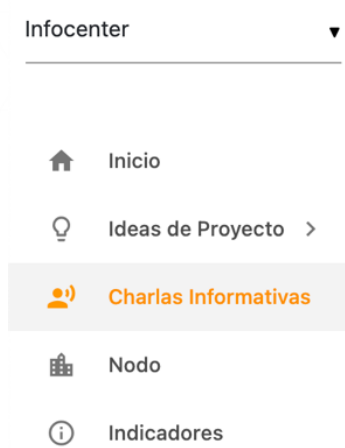 Infocenter
Inicio
Ideas de Proyecto
Charlas Informativas
Nodo
Indicadores